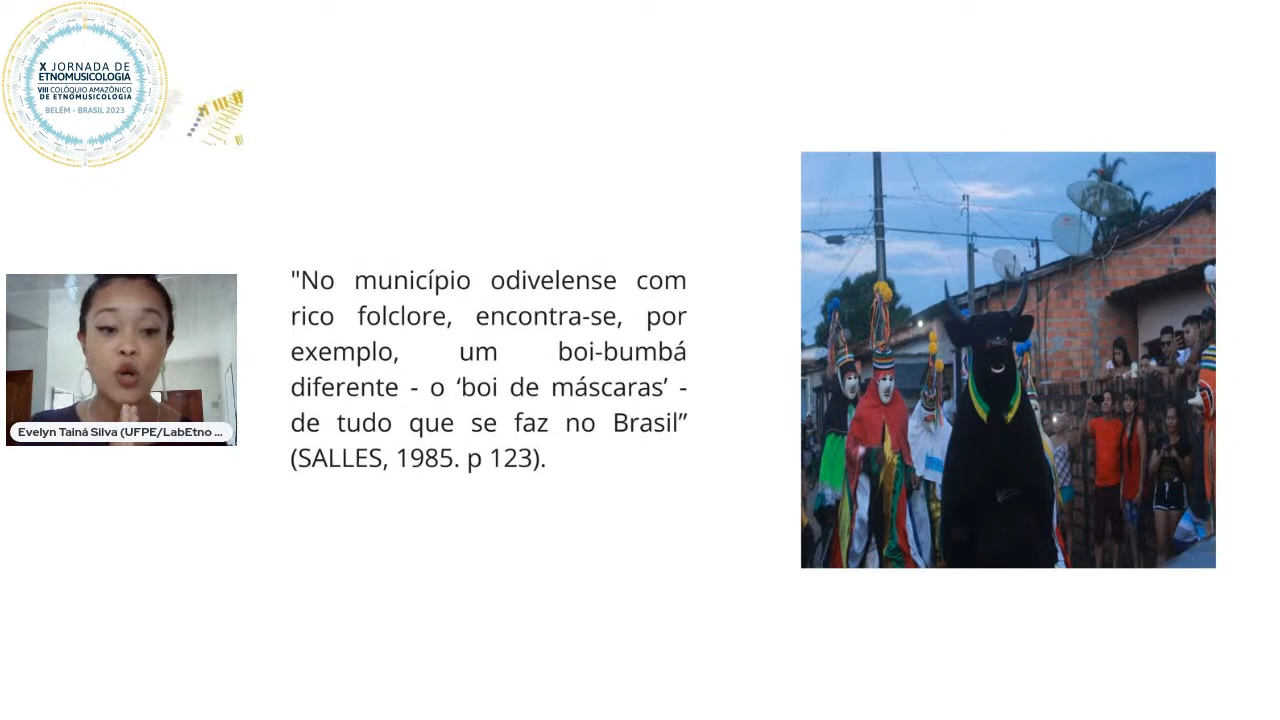 X JORNADA DE
ETNOMUSICOLOGIA
VIII COLÓQUIO AMAZÔNICO
DE ETNOMUSICOLOGIA
BELÉM - BRASIL 2023
"No município odivelense com
rico folclore, encontra-se, por
exemplo, um boi-bumbá
diferente - o ‘boi de máscaras’ -
de tudo que se faz no Brasil”
(SALLES, 1985. p 123).
Evelyn Tainá Silva (UFPE/LabEtno ...